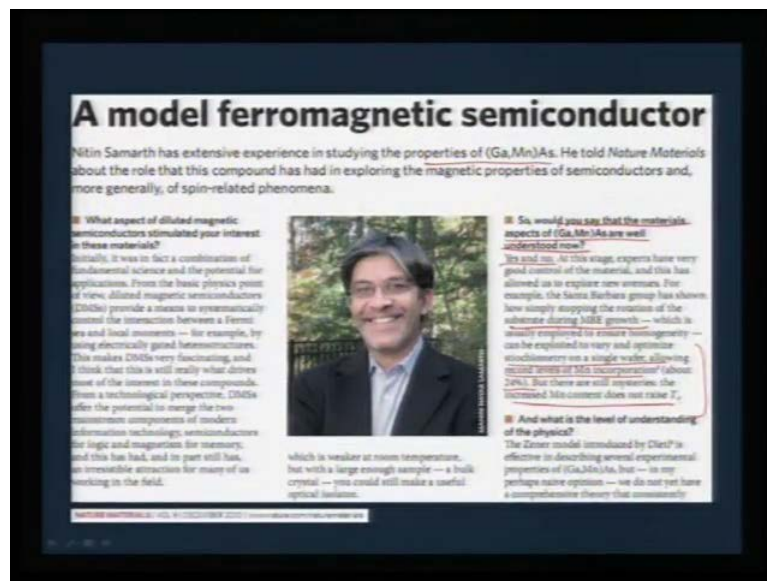 A model ferromagnetic semiconductor
Nitin Samarth has extensive experience in studying the properties of (Ga,Mn)As. He told Nature Materials
about the role that this compound has had in exploring the magnetic properties of semiconductors and,
more generally, of spin-related phenomena.
■ What aspect of diluted magnetic
semiconductors stimulated your interest
in these materials?
Initially, it was in fact a combination of
fundamental science and the potential for
applications. From the basic physics point
of view, diluted magnetic semiconductors
(DMSs) provide a means to systematically
control the interaction between a Fermi
sea and local moments — for example, by
using electrically gated heterostructures.
This makes DMSs very fascinating, and
I think that this is still really what drives
most of the interest in these compounds.
From a technological perspective, DMSs
offer the potential to merge the two
mainstream components of modern
information technology, semiconductors
for logic and magnetism for memory,
and this has had, and in part still has,
an irresistible attraction for many of us
working in the field.
which is weaker at room temperature,
but with a large enough sample — a bulk
crystal — you could still make a useful
optical isolator.
■ So, would you say that the materials
aspects of (Ga,Mn)As are well
understood now?
Yes and no. At this stage, experts have very
good control of the material, and this has
allowed us to explore new avenues. For
example, the Santa Barbara group has shown
how simply stopping the rotation of the
substrate during MBE growth — which is
usually employed to ensure homogeneity —
can be exploited to vary and optimize
stoichiometry on a single wafer, allowing
record levels of Mn incorporation (about
But there are still mysteries: the
increased Mn content does not raise Tc.
■ And what is the level of understanding
of the physics?
The Zener model introduced by Dietl is
effective in describing several experimental
properties of (Ga,Mn)As, but — in my
perhaps naive opinion — we do not yet have
a comprehensive theory that consistently
NATURE MATERIALS | VOL 9 | DECEMBER 2010 | www.nature.com/naturematerials